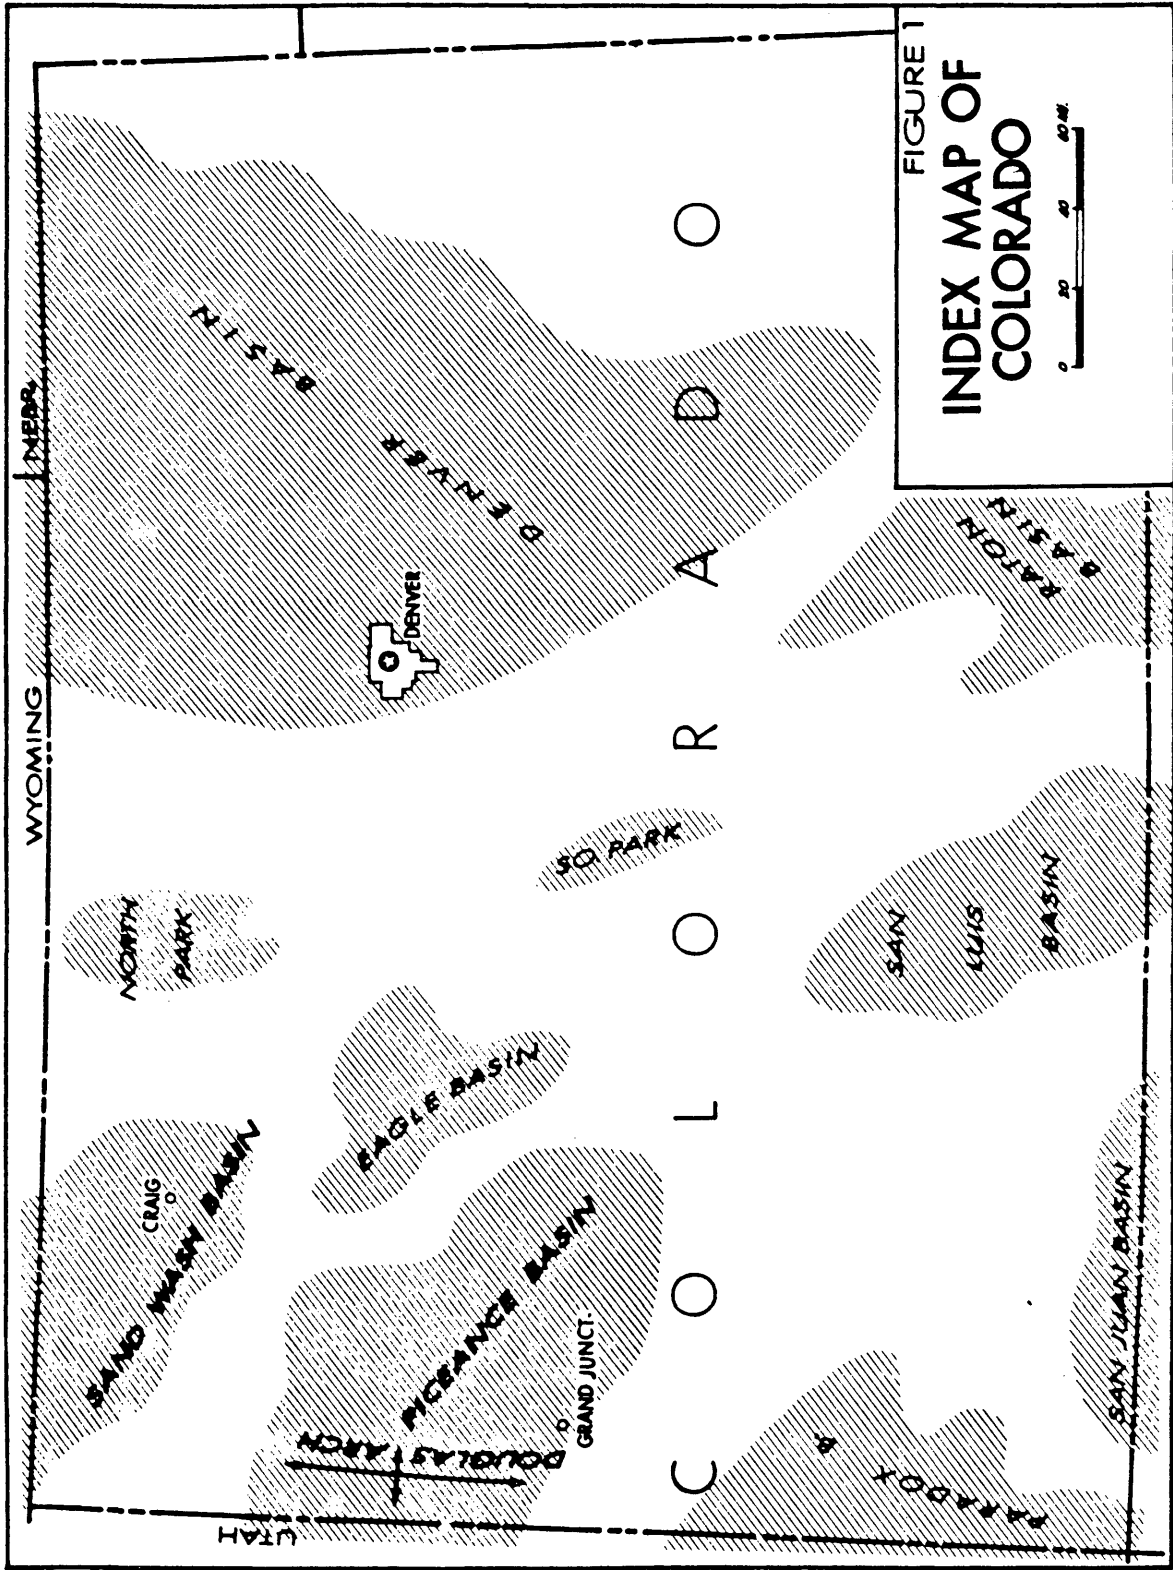 WYOMING
NEBR.
UTAH
NORTH
PARK
CRAIG
SAND WASH BASIN
DENVER
BASIN
DENVER
EAGLE BASIN
DOUGLAS ARCH
PICEANCE BASIN
GRAND JUNCT.
SO. PARK
C O L O R A D O
PARADOX B.
SAN
LUIS
BASIN
RATON
BASIN
SAN JUAN BASIN
FIGURE 1
INDEX MAP OF
COLORADO
0 20 40 60 MI.